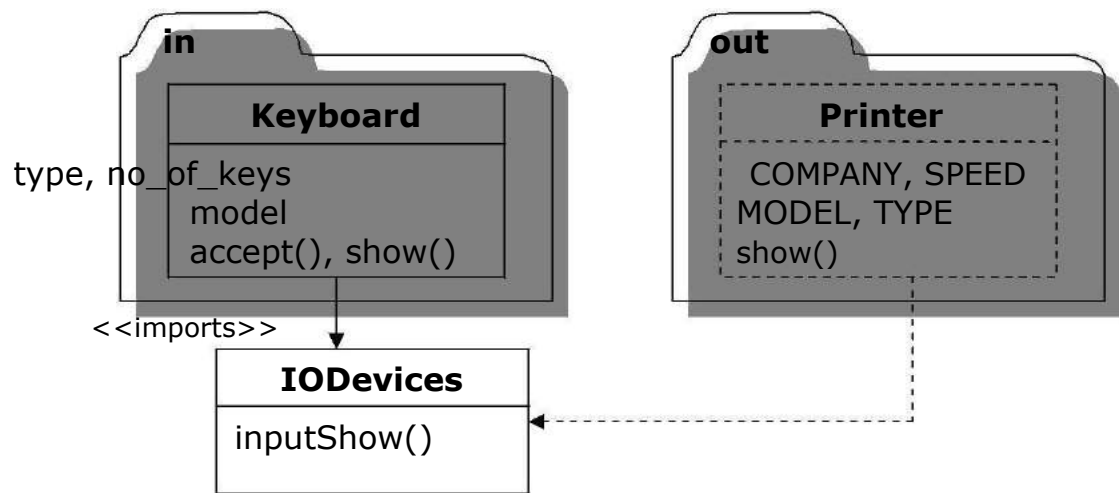 in
Keyboard
type, no_of_keys
model
accept(), show()
out
Printer
COMPANY, SPEED
MODEL, TYPE
show()
<<imports>>
IODevices
inputShow()